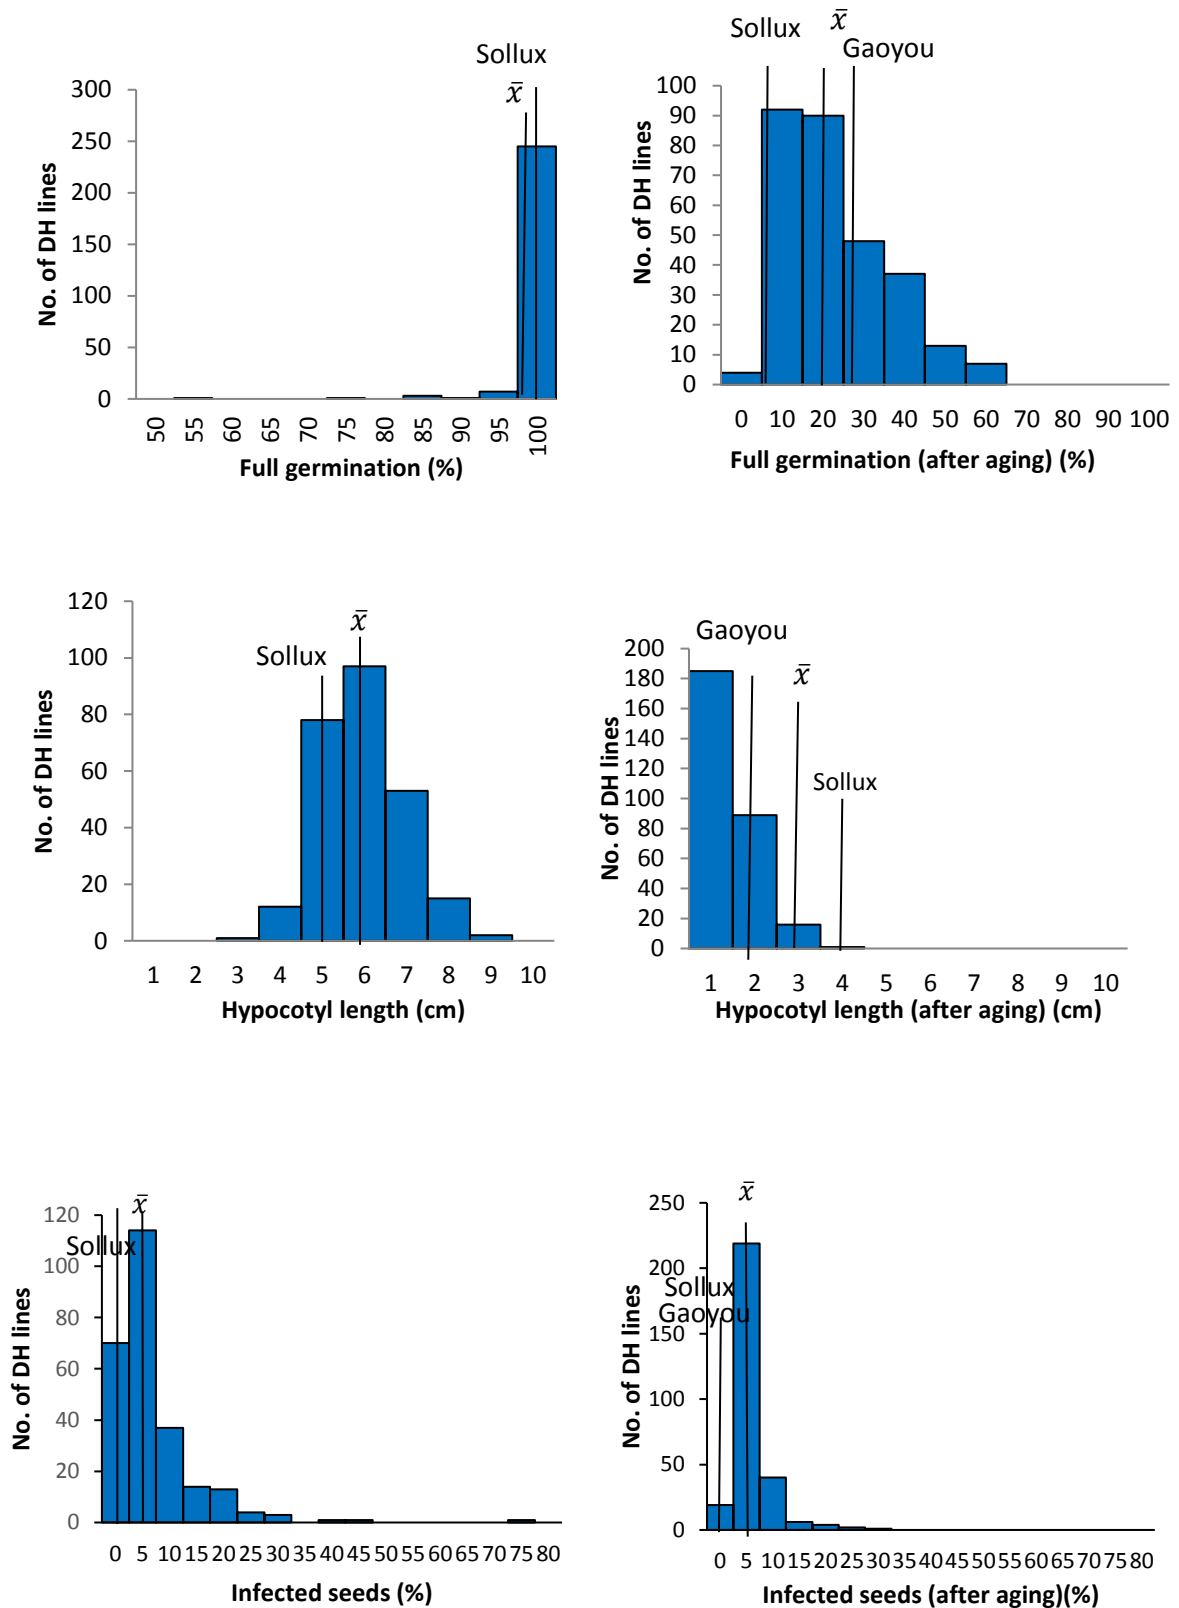 Sollux
x̄
300
250
200
150
100
50
0
No. of DH lines
50 55 60 65 70 75 80 85 90 95 100
Full germination (%)
x̄
Sollux
Gaoyou
100
90
80
70
60
50
40
30
20
10
0
No. of DH lines
0 10 20 30 40 50 60 70 80 90 100
Full germination (after aging) (%)
x̄
Sollux
120
100
80
60
40
20
0
No. of DH lines
1 2 3 4 5 6 7 8 9 10
Hypocotyl length (cm)
Gaoyou
x̄
Sollux
200
180
160
140
120
100
80
60
40
20
0
No. of DH lines
1 2 3 4 5 6 7 8 9 10
Hypocotyl length (after aging) (cm)
x̄
Sollux
120
100
80
60
40
20
0
No. of DH lines
0 5 10 15 20 25 30 35 40 45 50 55 60 65 70 75 80
Infected seeds (%)
x̄
Sollux
Gaoyou
250
200
150
100
50
0
No. of DH lines
0 5 10 15 20 25 30 35 40 45 50 55 60 65 70 75 80
Infected seeds (after aging)(%)